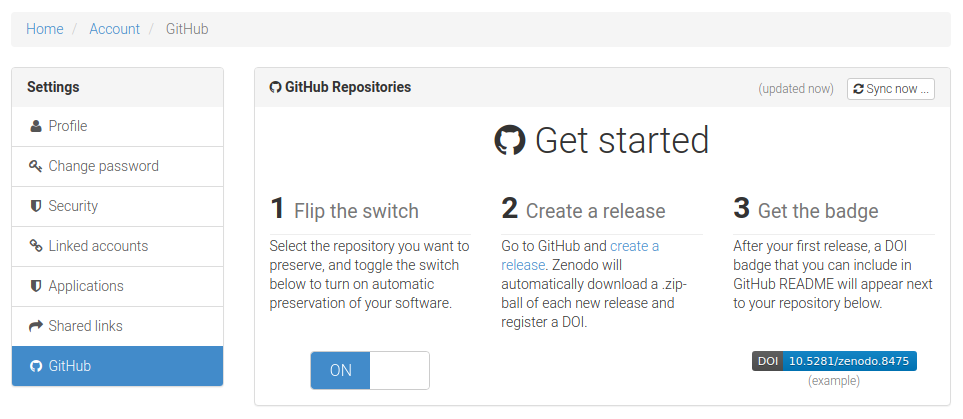 Home / Account / GitHub
Settings
Profile
Change password
Security
Linked accounts
Applications
Shared links
GitHub
GitHub Repositories (updated now) Sync now ...
Get started
1 Flip the switch
Select the repository you want to
preserve, and toggle the switch
below to turn on automatic
preservation of your software.
ON
2 Create a release
Go to GitHub and create a
release. Zenodo will
automatically download a .zip-
ball of each new release and
register a DOI.
3 Get the badge
After your first release, a DOI
badge that you can include in
GitHub README will appear next
to your repository below.
DOI 10.5281/zenodo.8475
(example)